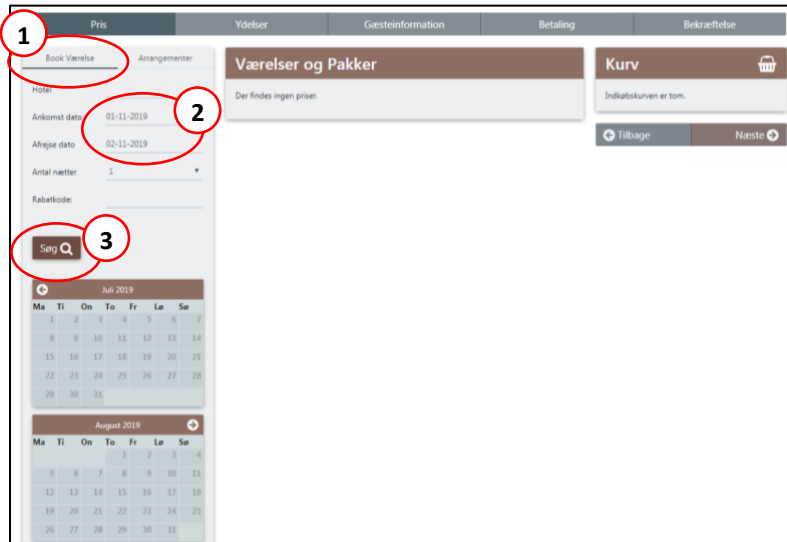 Pris Ydelser Gæsteinformation Betaling Bekræftelse
1
Book Værelse Arrangementer
Hotel
Ankomst dato 01-11-2019
2
Afrejse dato 02-11-2019
Antal nætter 1
Rabatkode:
Søg
3
Juli 2019
Ma Ti On To Fr Lø Sø
1 2 3 4 5 6 7
8 9 10 11 12 13 14
15 16 17 18 19 20 21
22 23 24 25 26 27 28
29 30 31
August 2019
Ma Ti On To Fr Lø Sø
1 2 3 4
5 6 7 8 9 10 11
12 13 14 15 16 17 18
19 20 21 22 23 24 25
26 27 28 29 30 31
Værelser og Pakker
Der findes ingen priser.
Kurv
Indkøbskurven er tom.
Tilbage Næste